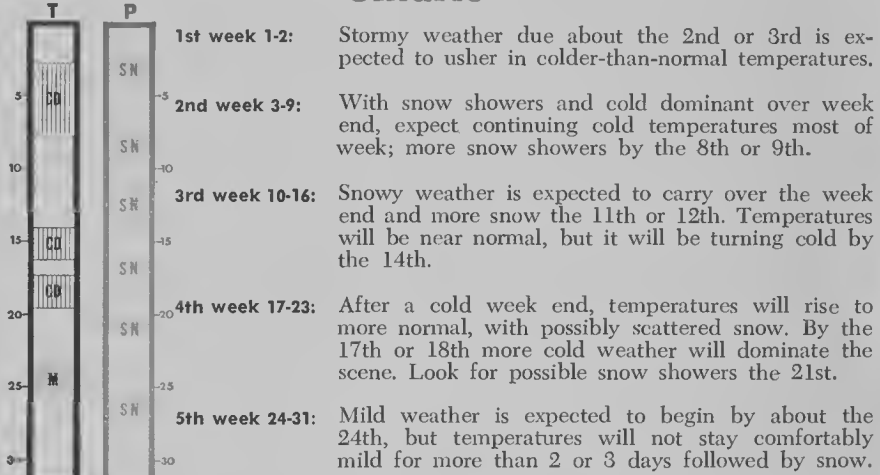 T P
1st week 1-2: Stormy weather due about the 2nd or 3rd is ex-
pected to usher in colder-than-normal temperatures.
2nd week 3-9: With snow showers and cold dominant over week
end, expect continuing cold temperatures most of
week; more snow showers by the 8th or 9th.
3rd week 10-16: Snowy weather is expected to carry over the week
end and more snow the 11th or 12th. Temperatures
will be near normal, but it will be turning cold by
the 14th.
4th week 17-23: After a cold week end, temperatures will rise to
more normal, with possibly scattered snow. By the
17th or 18th more cold weather will dominate the
scene. Look for possible snow showers the 21st.
5th week 24-31: Mild weather is expected to begin by about the
24th, but temperatures will not stay comfortably
mild for more than 2 or 3 days followed by snow.
5
10
15
20
25
CD
CD
CD
M
SN
SN
SN
SN
SN
SN
5
10
15
20
25
30